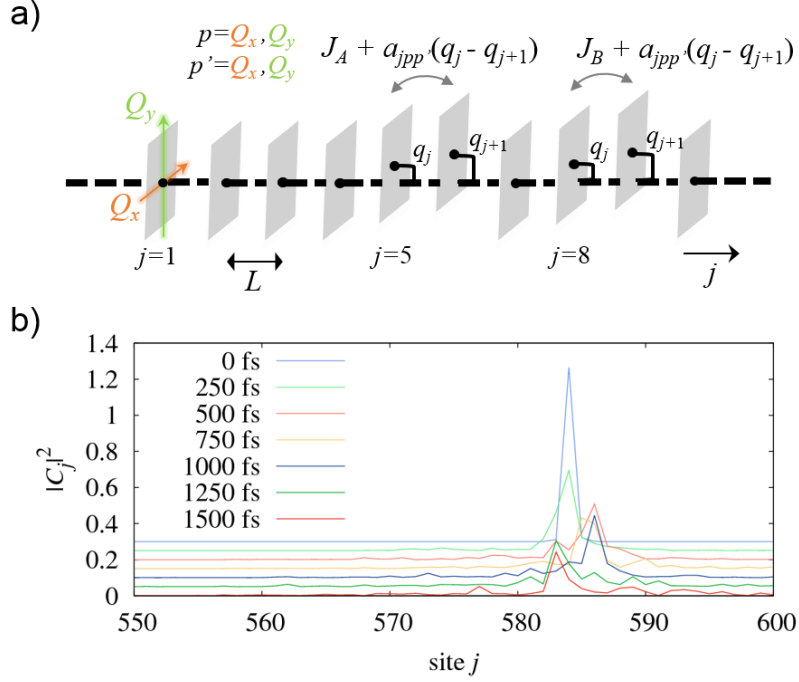 a)
p=Qx,Qy
p'=Qx,Qy
JA + ajpp'(qj - qj+1)
JB + ajpp'(qj - qj+1)
Qy
Qx
qj
qj+1
qj
qj+1
j=1
L
j=5
j=8
j
b)
|Cj|2
1.4
1.2
1
0.8
0.6
0.4
0.2
0
0 fs
250 fs
500 fs
750 fs
1000 fs
1250 fs
1500 fs
550
560
570
580
590
600
site j